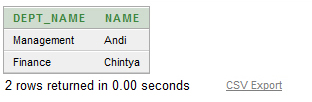 DEPT_NAME NAME
Management Andi
Finance Chintya
2 rows returned in 0.00 seconds CSV Export